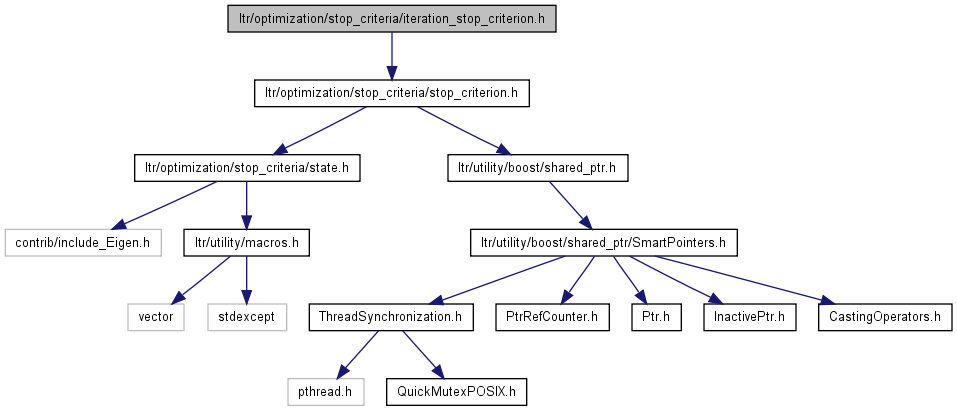 ltr/optimization/stop_criteria/iteration_stop_criterion.h
ltr/optimization/stop_criteria/stop_criterion.h
ltr/optimization/stop_criteria/state.h
ltr/utility/boost/shared_ptr.h
contrib/include_Eigen.h
ltr/utility/macros.h
ltr/utility/boost/shared_ptr/SmartPointers.h
vector
stdexcept
ThreadSynchronization.h
PtrRefCounter.h
Ptr.h
InactivePtr.h
CastingOperators.h
pthread.h
QuickMutexPOSIX.h